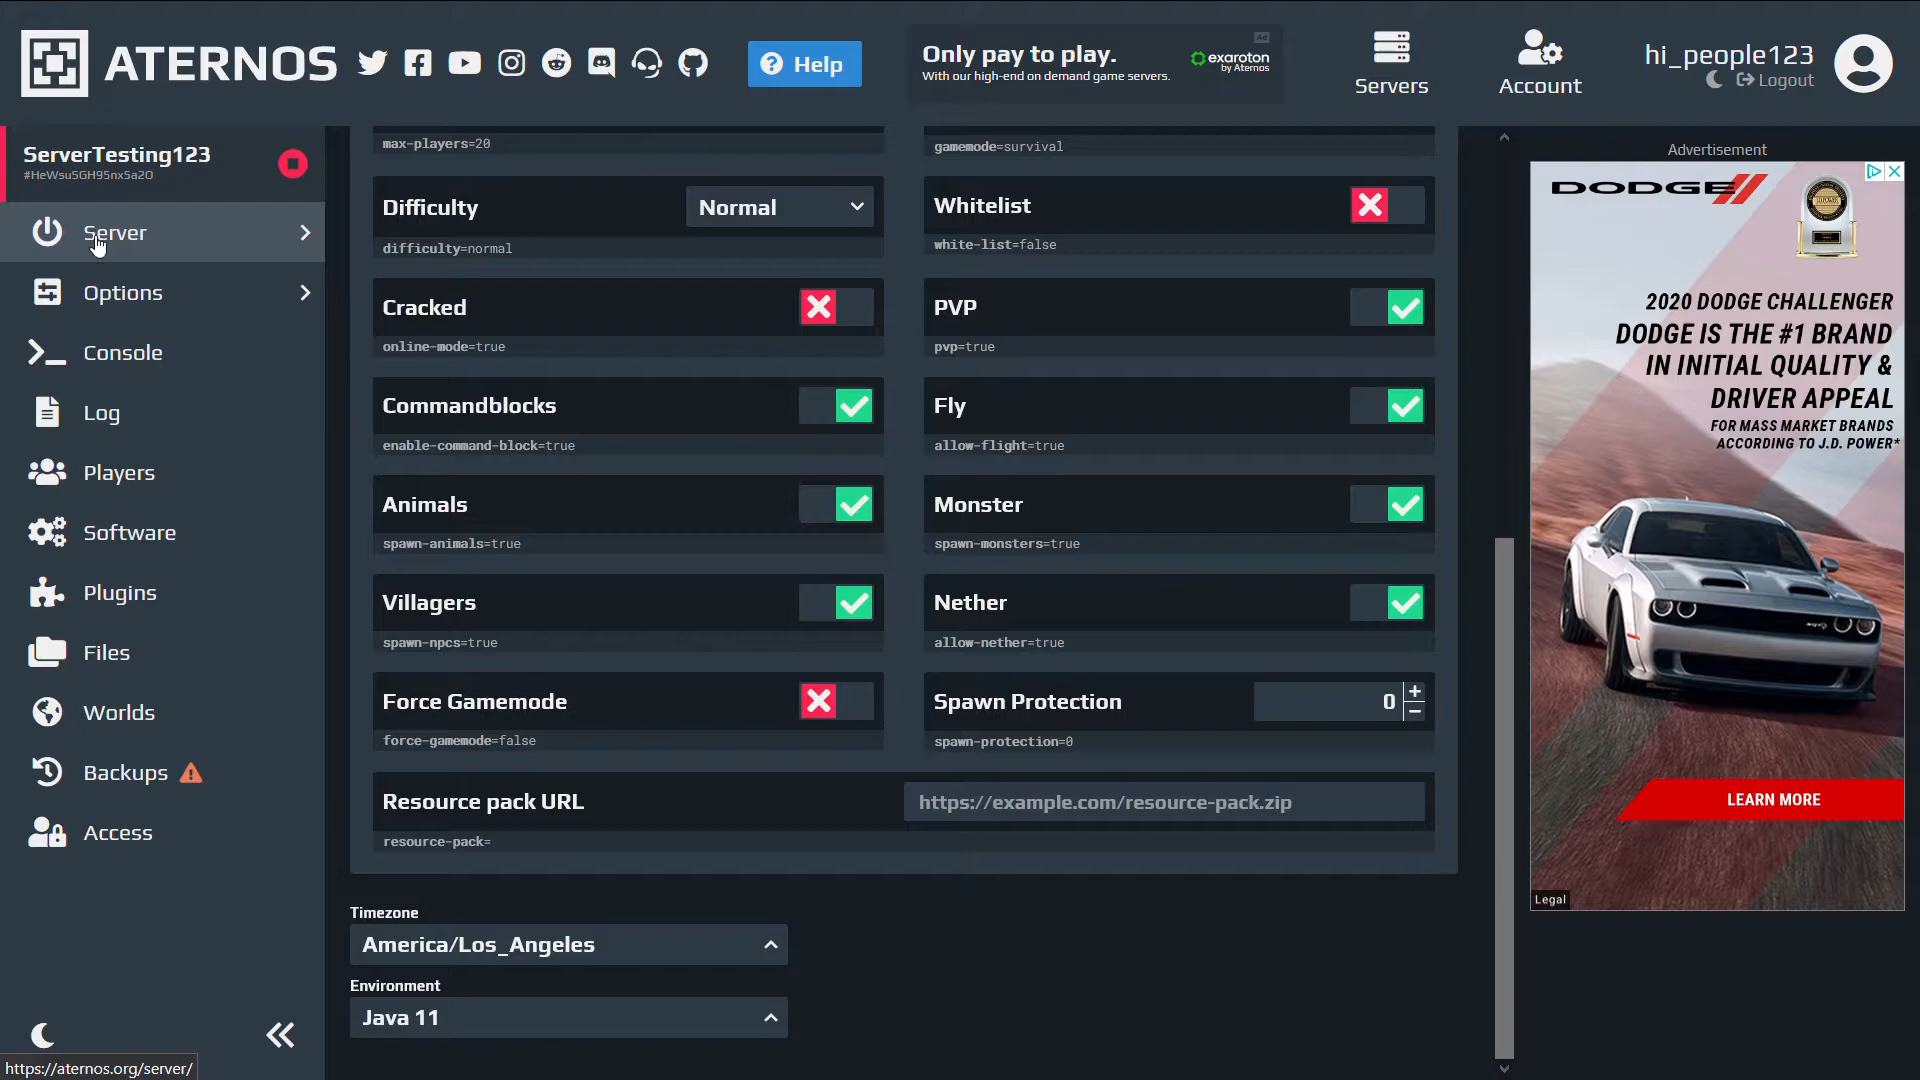 ATERNOS
Help
Only pay to play.
With our high-end on demand game servers.
exaroton
by Aternos
Ad
Servers
Account
hi_people123
Logout
ServerTesting123
#HeWsuSGH95nx5a2O
Server
Options
Console
Log
Players
Software
Plugins
Files
Worlds
Backups
Access
https://aternos.org/server/
max-players=20
gamemode=survival
Difficulty
Normal
difficulty=normal
Whitelist
white-list=false
Cracked
online-mode=true
PVP
pvp=true
Commandblocks
enable-command-block=true
Fly
allow-flight=true
Animals
spawn-animals=true
Monster
spawn-monsters=true
Villagers
spawn-npcs=true
Nether
allow-nether=true
Force Gamemode
force-gamemode=false
Spawn Protection
0
spawn-protection=0
Resource pack URL
https://example.com/resource-pack.zip
resource-pack=
Timezone
America/Los_Angeles
Environment
Java 11
Advertisement
DODGE
2020 DODGE CHALLENGER
DODGE IS THE #1 BRAND
IN INITIAL QUALITY &
DRIVER APPEAL
FOR MASS MARKET BRANDS
ACCORDING TO J.D. POWER*
LEARN MORE
Legal